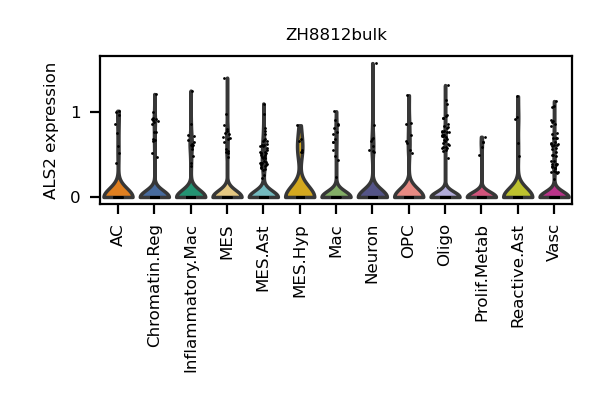 ZH8812bulk
ALS2 expression
1
0
AC
Chromatin.Reg
Inflammatory.Mac
MES
MES.Ast
MES.Hyp
Mac
Neuron
OPC
Oligo
Prolif.Metab
Reactive.Ast
Vasc